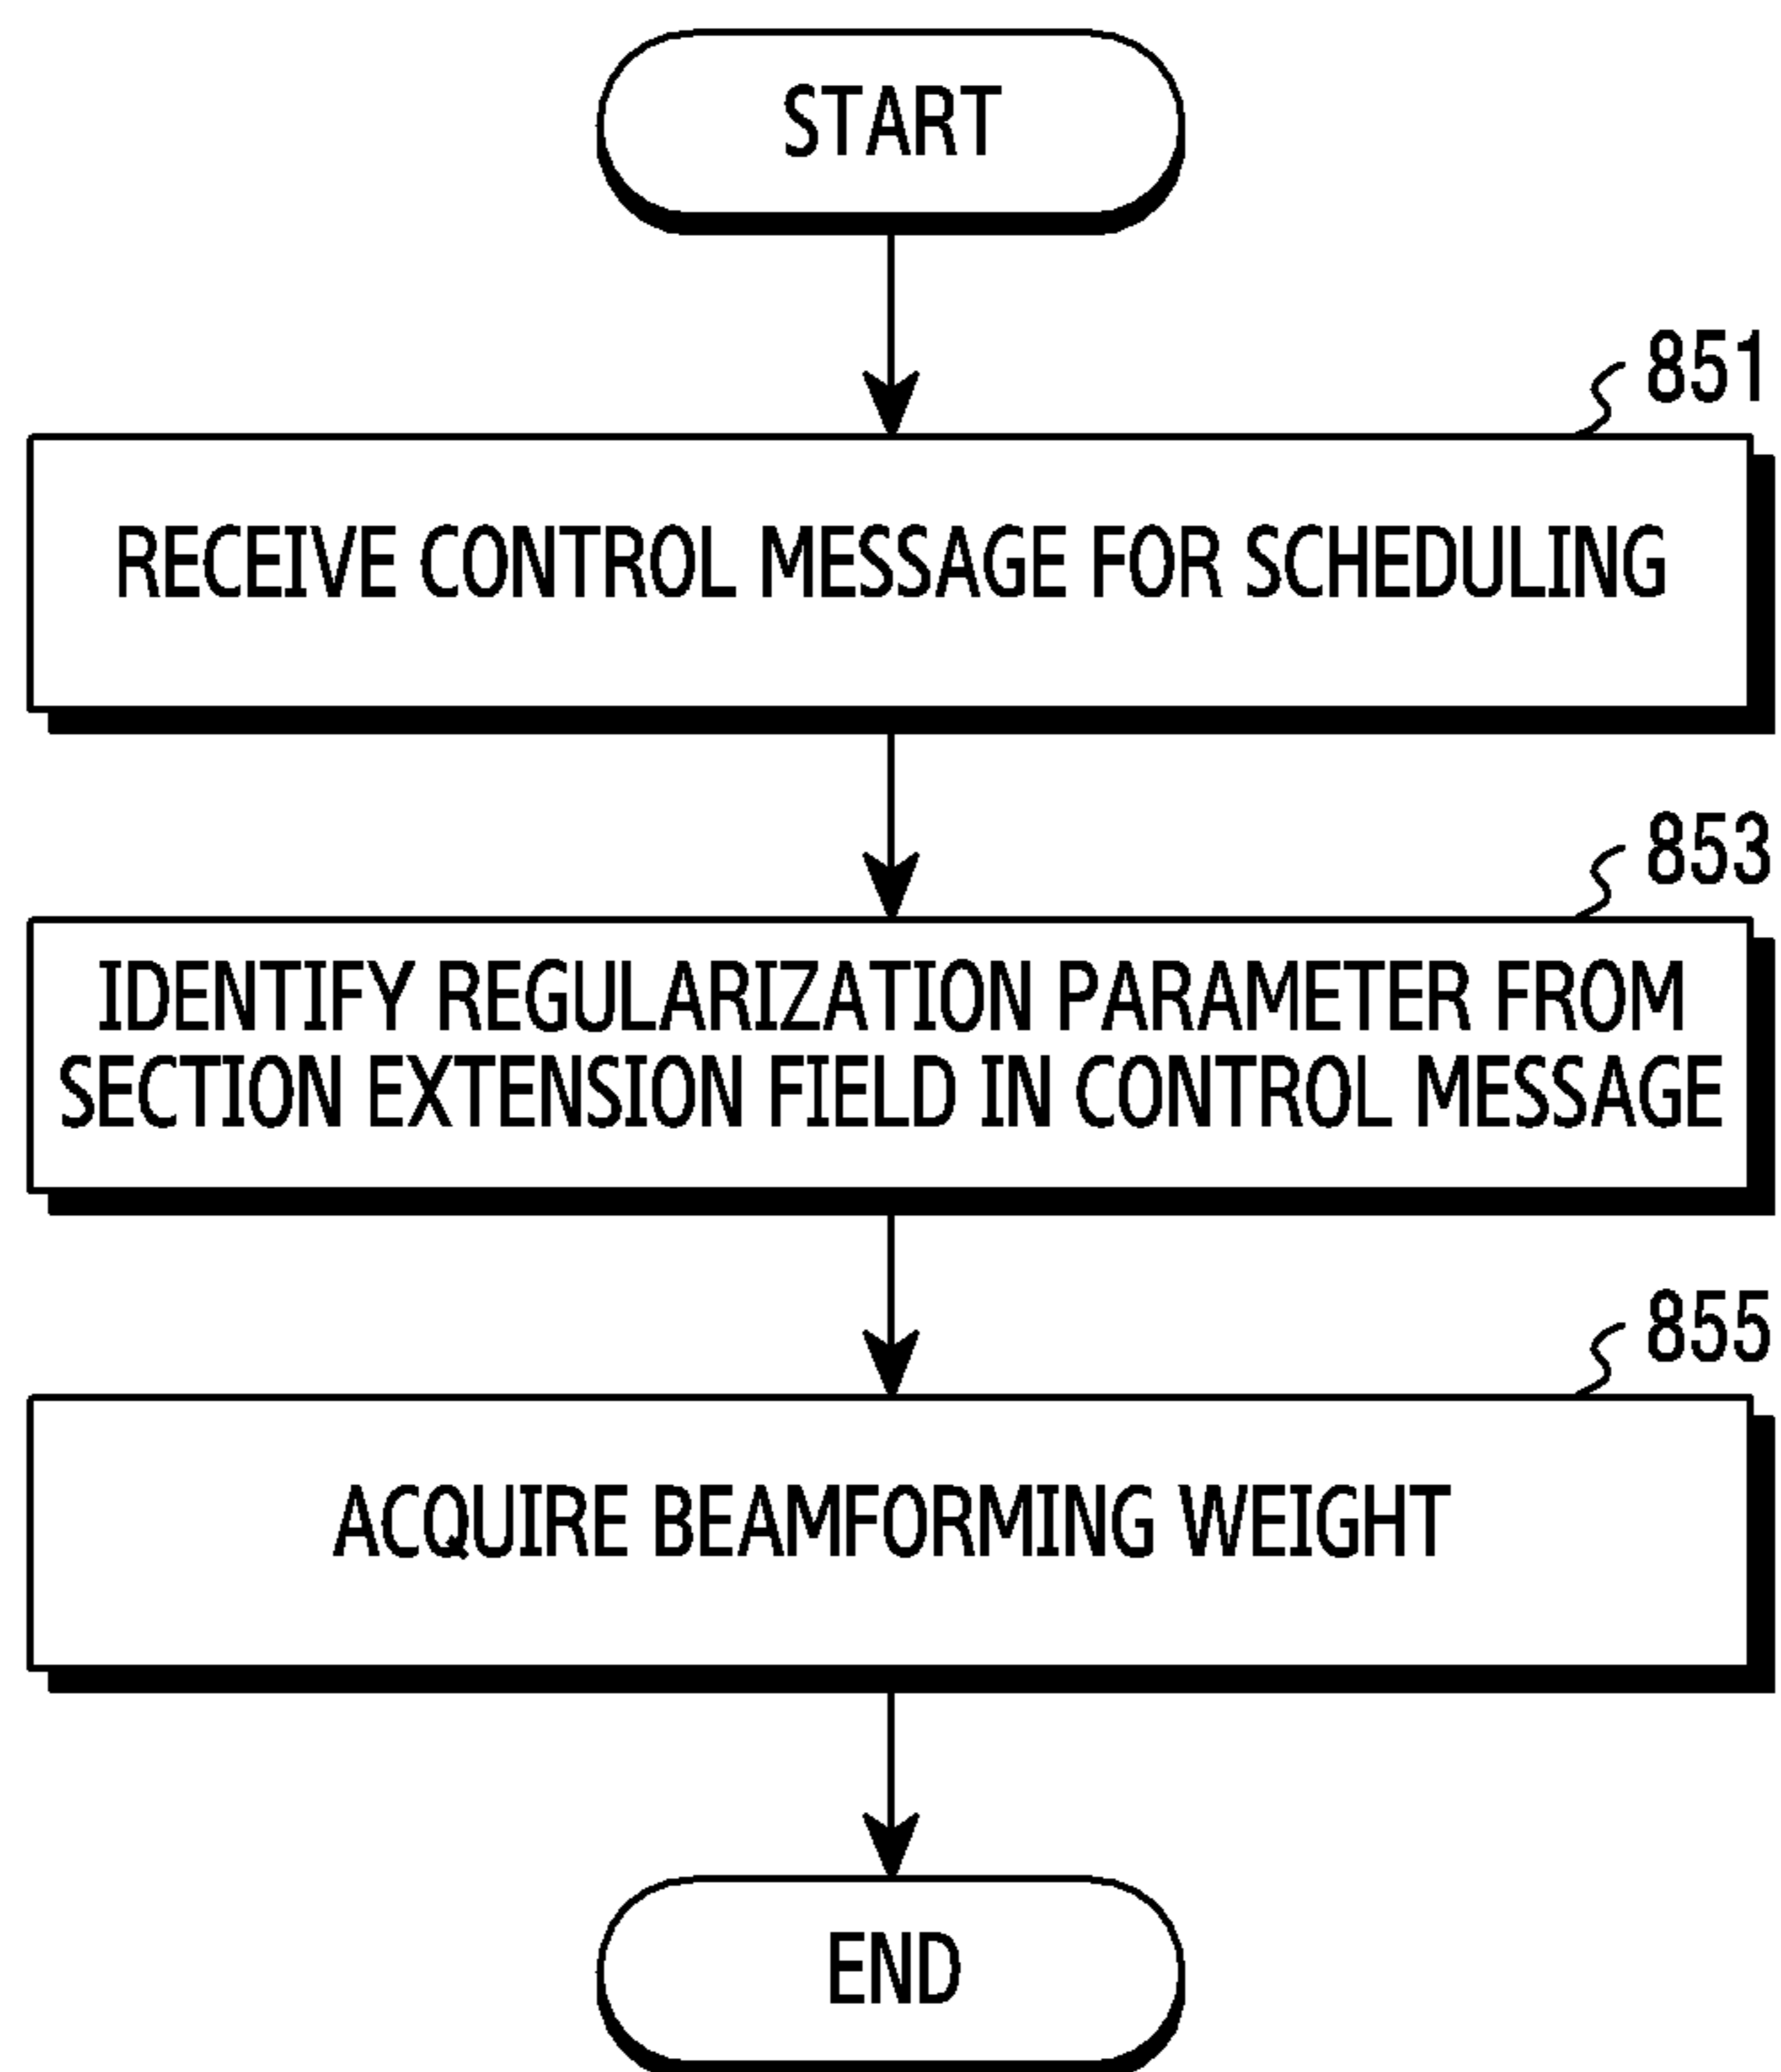 START
851
RECEIVE CONTROL MESSAGE FOR SCHEDULING
853
IDENTIFY REGULARIZATION PARAMETER FROM
SECTION EXTENSION FIELD IN CONTROL MESSAGE
855
ACQUIRE BEAMFORMING WEIGHT
END